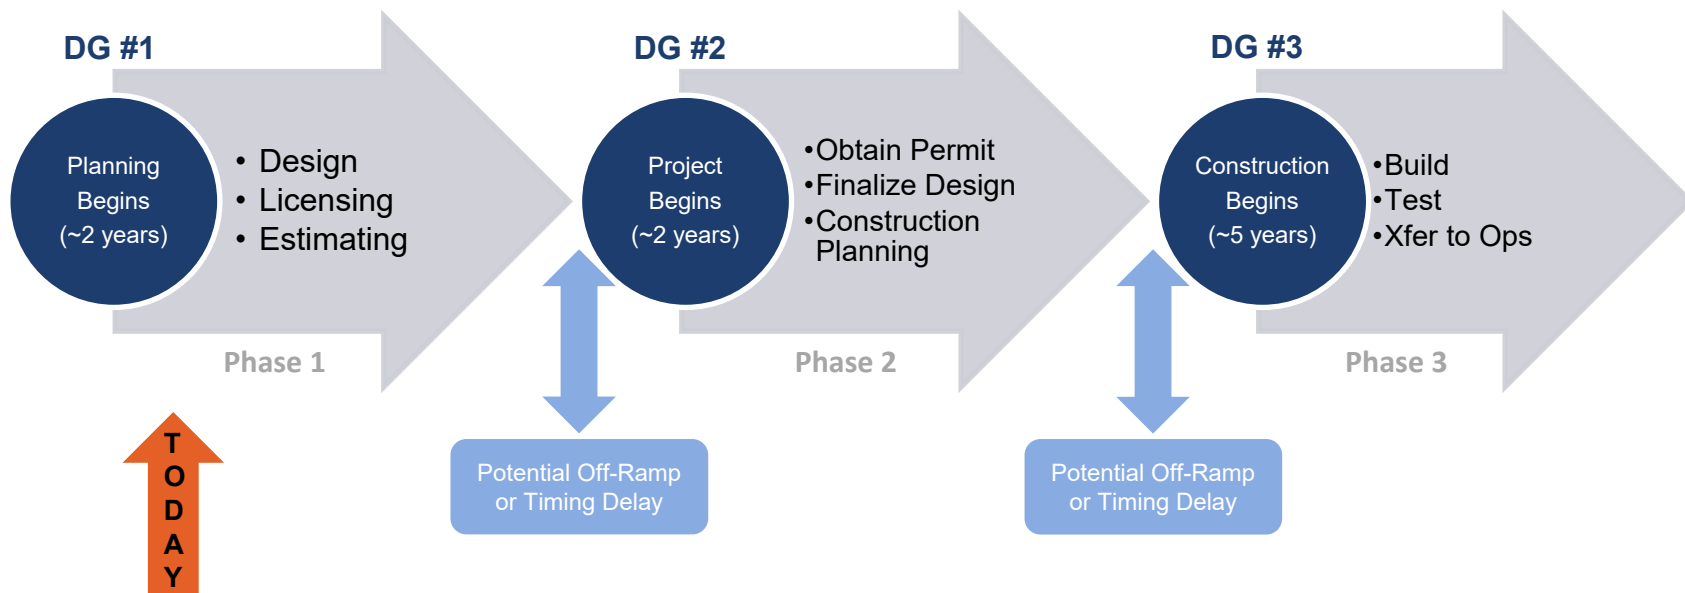 DG #1
DG #2
DG #3
Planning
Begins
(~2 years)
• Design
• Licensing
• Estimating
Project
Begins
(~2 years)
•Obtain Permit
•Finalize Design
•Construction
Planning
Construction
Begins
(~5 years)
•Build
•Test
•Xfer to Ops
Phase 1
Phase 2
Phase 3
T
O
D
A
Y
Potential Off-Ramp
or Timing Delay
Potential Off-Ramp
or Timing Delay